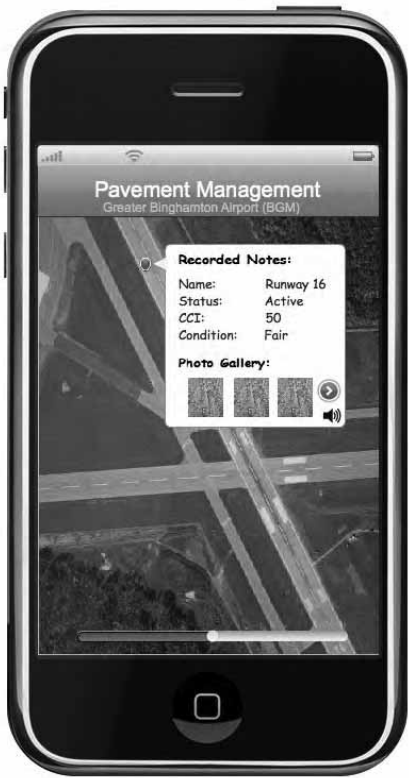 Pavement Management
Greater Binghamton Airport (BGM)
Recorded Notes:
Name: Runway 16
Status: Active
CCI: 50
Condition: Fair
Photo Gallery: